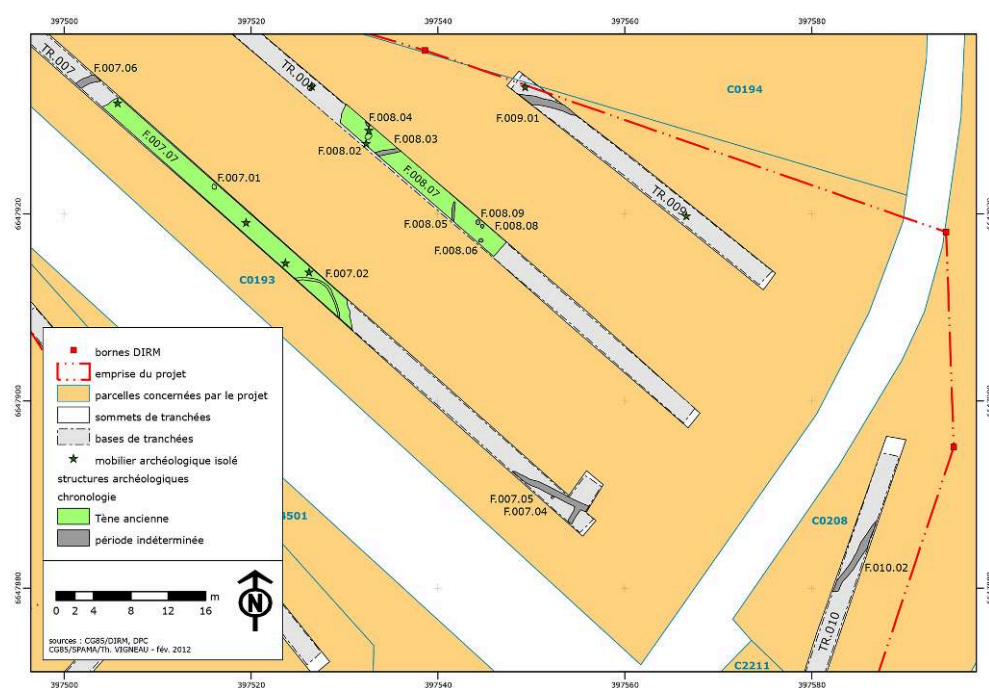 397500 397520 397540 397560 397580
TR.007
F.007.06
F.007.07
F.007.01
F.007.02
F.008.04
F.008.03
F.008.02
F.008.07
F.008.05
F.008.09
F.008.08
F.008.06
F.009.01
TR.009
C0194
6647920
C0193
6647900
bornes DIRM
emprise du projet
parcelles concernées par le projet
sommets de tranchées
bases de tranchées
mobilier archéologique isolé
structures archéologiques
chronologie
Tène ancienne
période indéterminée
N
m
0 2 4 8 12 16
sources : CG85/DIRM, DPC
CG85/SPAMA/Th. VIGNEAU - fév. 2012
4501
F.007.05
F.007.04
C0208
F.010.02
TR.010
C2211
6647880
6647880
397500 397520 397540 397560 397580